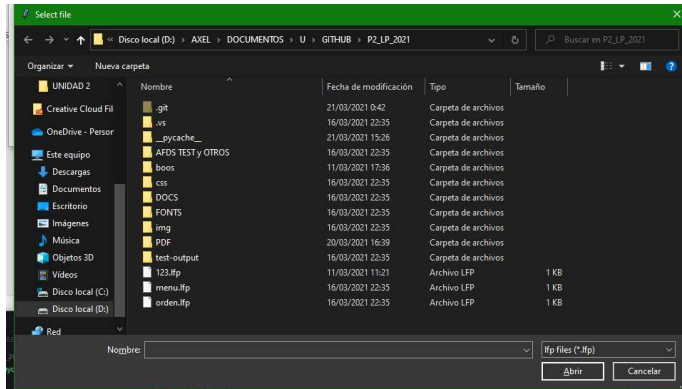 Select file
« Disco local (D:) › AXEL › DOCUMENTOS › U › GITHUB › P2_LP_2021
Buscar en P2_LP_2021
Organizar Nueva carpeta
UNIDAD 2
Creative Cloud Fil
OneDrive - Person
Este equipo
Descargas
Documentos
Escritorio
Imágenes
Música
Objetos 3D
Vídeos
Disco local (C:)
Disco local (D:)
Red
Nombre Fecha de modificación Tipo Tamaño
.git 21/03/2021 0:42 Carpeta de archivos
.vs 16/03/2021 22:35 Carpeta de archivos
__pycache__ 21/03/2021 15:26 Carpeta de archivos
AFDS TEST y OTROS 16/03/2021 22:35 Carpeta de archivos
boos 11/03/2021 17:36 Carpeta de archivos
css 16/03/2021 22:35 Carpeta de archivos
DOCS 16/03/2021 22:35 Carpeta de archivos
FONTS 16/03/2021 22:35 Carpeta de archivos
img 16/03/2021 22:35 Carpeta de archivos
PDF 20/03/2021 16:39 Carpeta de archivos
test-output 16/03/2021 22:35 Carpeta de archivos
123.lfp 11/03/2021 11:21 Archivo LFP 1 KB
menu.lfp 16/03/2021 22:35 Archivo LFP 1 KB
orden.lfp 16/03/2021 22:35 Archivo LFP 1 KB
Nombre: lfp files (*.lfp)
Abrir Cancelar